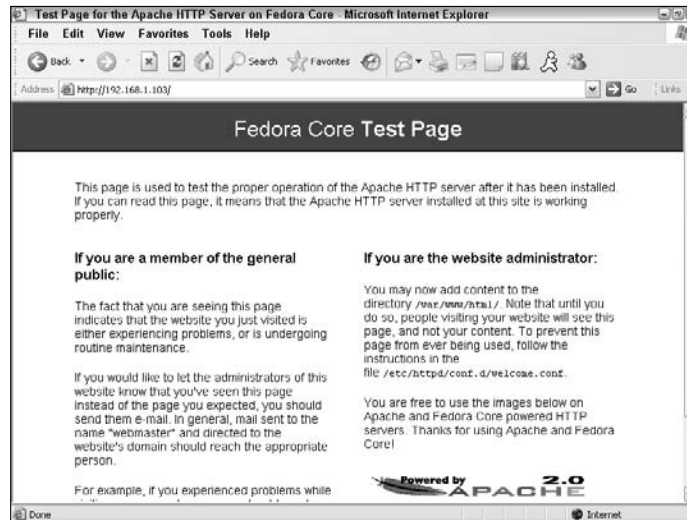 Test Page for the Apache HTTP Server on Fedora Core - Microsoft Internet Explorer
File Edit View Favorites Tools Help
Back Search Favorites
Address http://192.168.1.103/ Go Links
Fedora Core Test Page
This page is used to test the proper operation of the Apache HTTP server after it has been installed.
If you can read this page, it means that the Apache HTTP server installed at this site is working
properly.
If you are a member of the general
public:
The fact that you are seeing this page
indicates that the website you just visited is
either experiencing problems, or is undergoing
routine maintenance.
If you would like to let the administrators of this
website know that you've seen this page
instead of the page you expected, you should
send them e-mail. In general, mail sent to the
name "webmaster" and directed to the
website's domain should reach the appropriate
person.
For example, if you experienced problems while
If you are the website administrator:
You may now add content to the
directory /var/www/html/. Note that until you
do so, people visiting your website will see this
page, and not your content. To prevent this
page from ever being used, follow the
instructions in the
file /etc/httpd/conf.d/welcome.conf.
You are free to use the images below on
Apache and Fedora Core powered HTTP
servers. Thanks for using Apache and Fedora
Core!
Powered by 2.0
APACHE
Done Internet